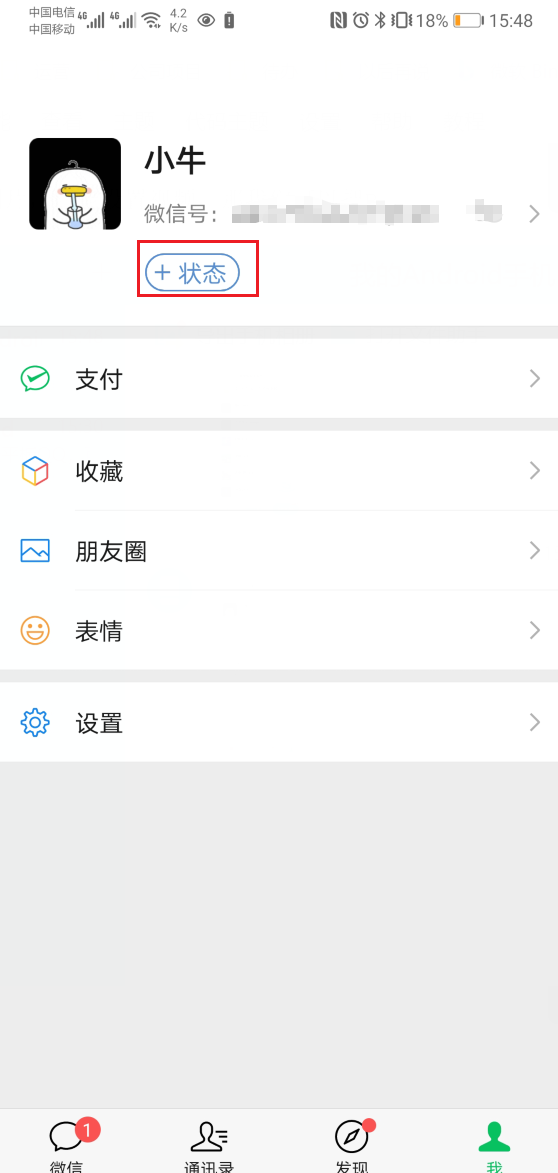 中国电信 4G 4G 4.2 18% 15:48
中国移动 K/s
小牛
微信号：
+ 状态
支付
收藏
朋友圈
表情
设置
1
微信 通讯录 发现 我